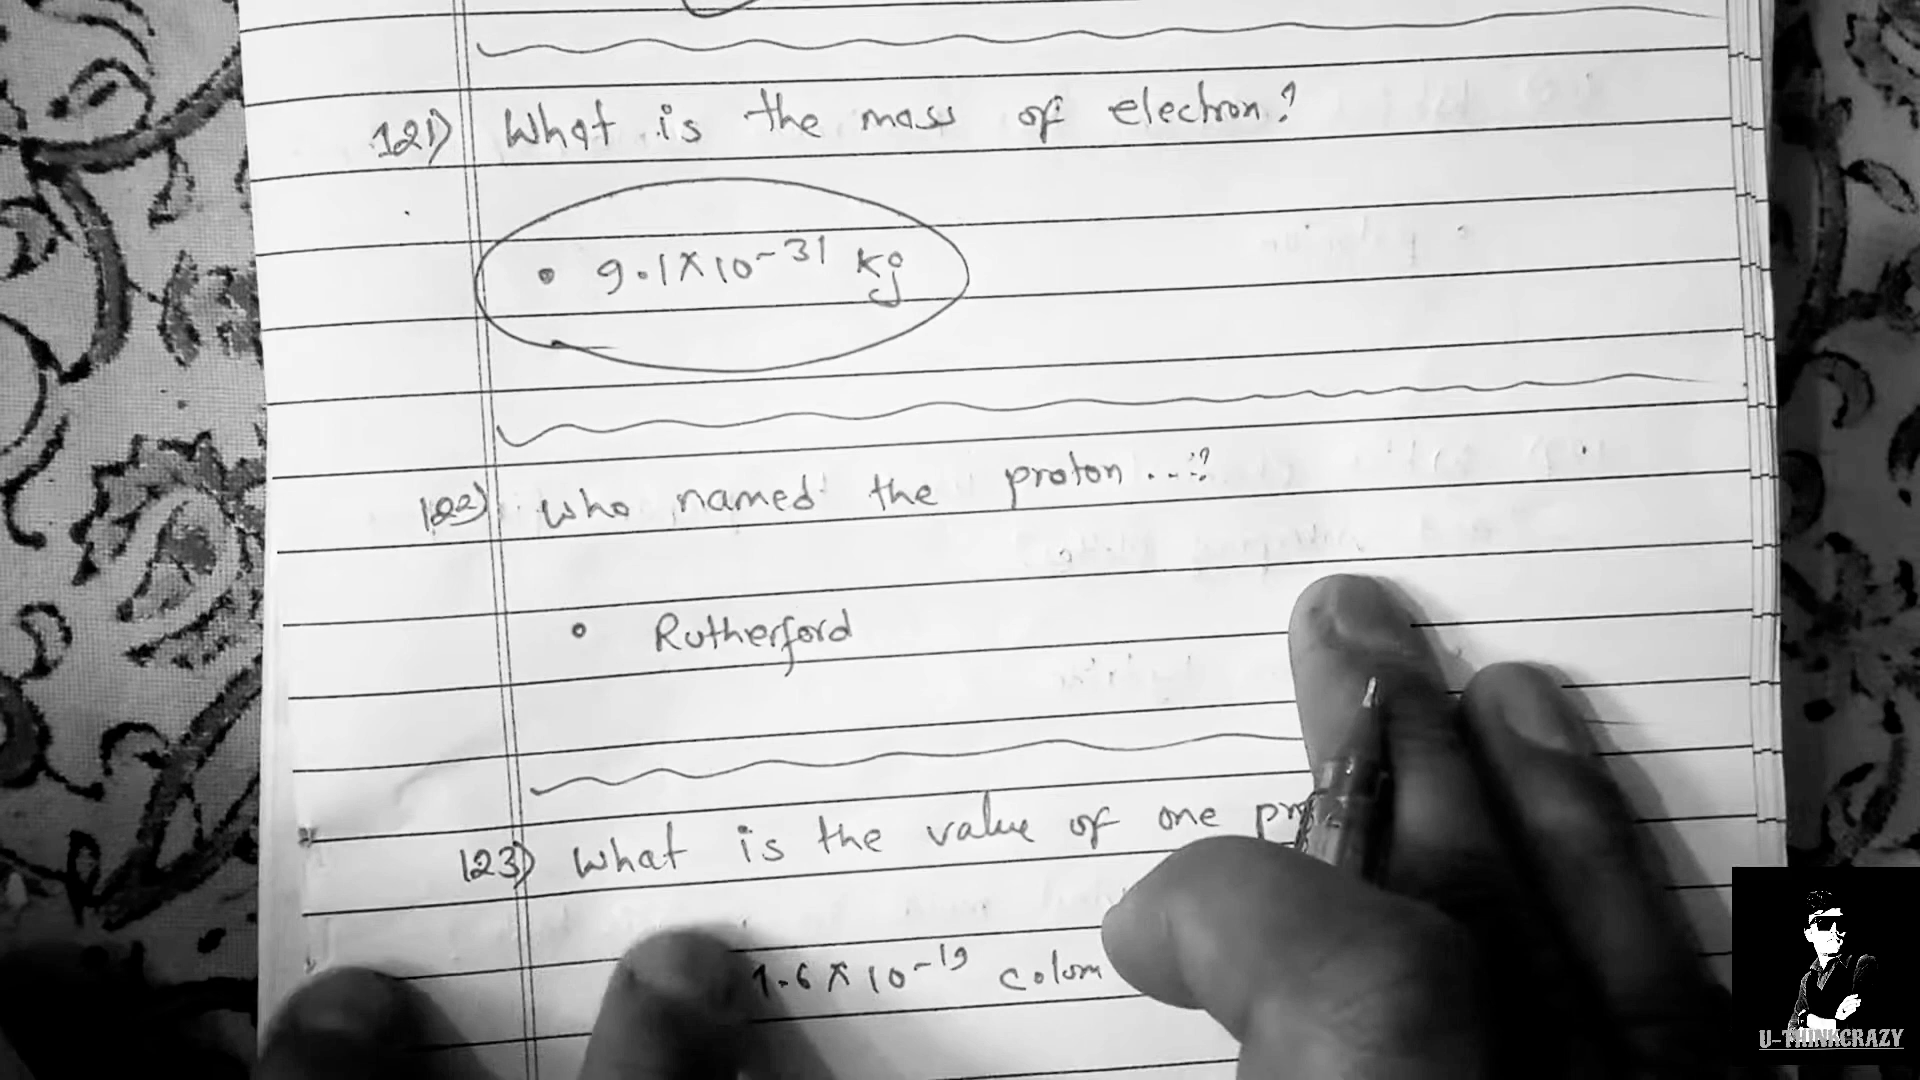 121) What is the mass of electron?
• 9.1×10⁻³¹ kg
122) who named the proton...?
• Rutherford
123) What is the value of one
1.6×10⁻¹⁹ colom
U-THINKCRAZY